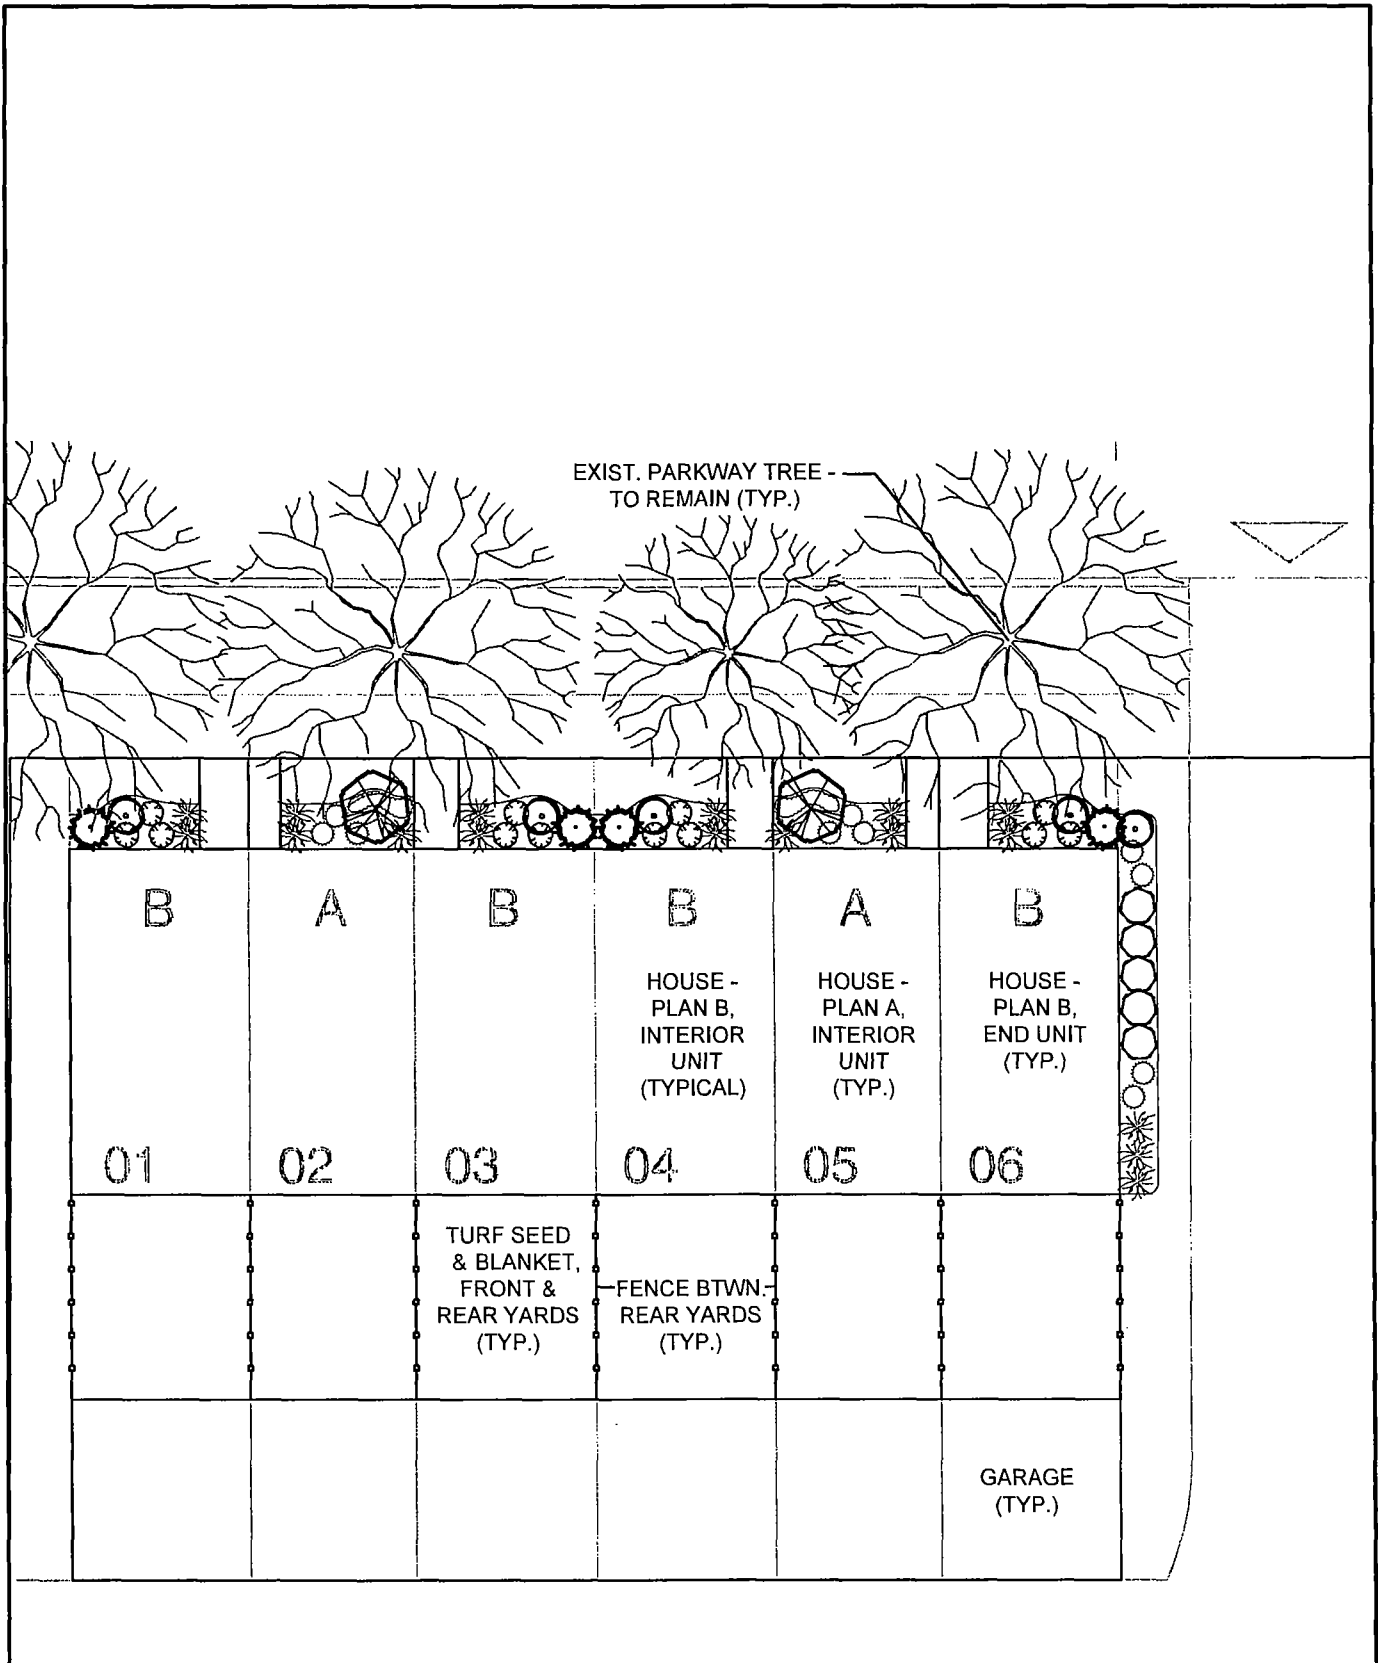 EXIST. PARKWAY TREE -
TO REMAIN (TYP.)
B
A
B
B
A
B
HOUSE -
PLAN B,
INTERIOR
UNIT
(TYPICAL)
HOUSE -
PLAN A,
INTERIOR
UNIT
(TYP.)
HOUSE -
PLAN B,
END UNIT
(TYP.)
01
02
03
04
05
06
TURF SEED
& BLANKET,
FRONT &
REAR YARDS
(TYP.)
FENCE BTWN.
REAR YARDS
(TYP.)
GARAGE
(TYP.)